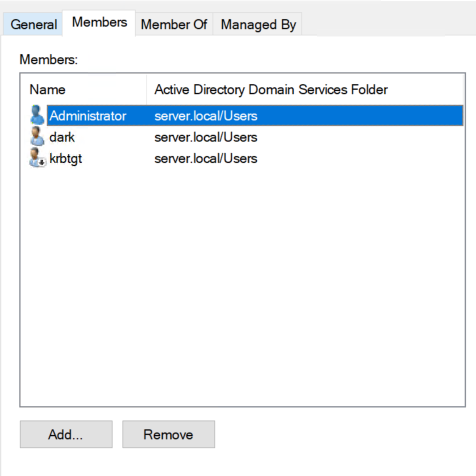 General Members Member Of Managed By
Members:
Name Active Directory Domain Services Folder
Administrator server.local/Users
dark server.local/Users
krbtgt server.local/Users
Add... Remove